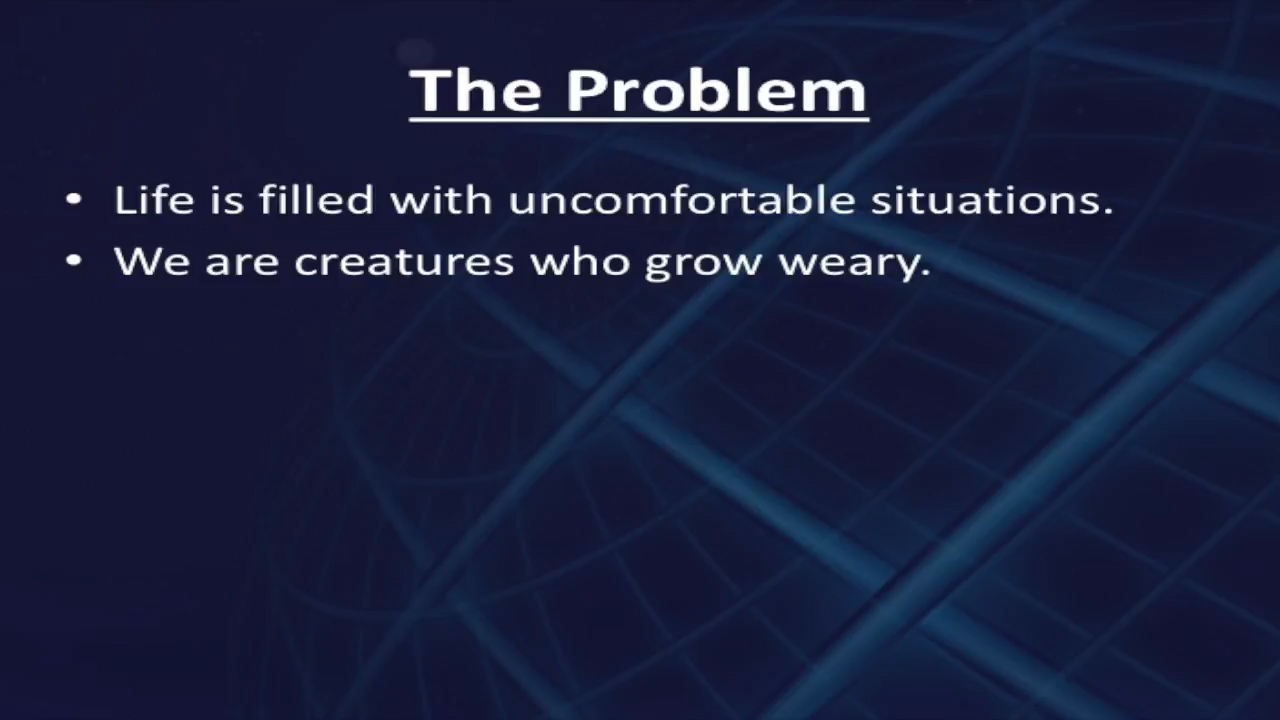 The Problem
• Life is filled with uncomfortable situations.
• We are creatures who grow weary.